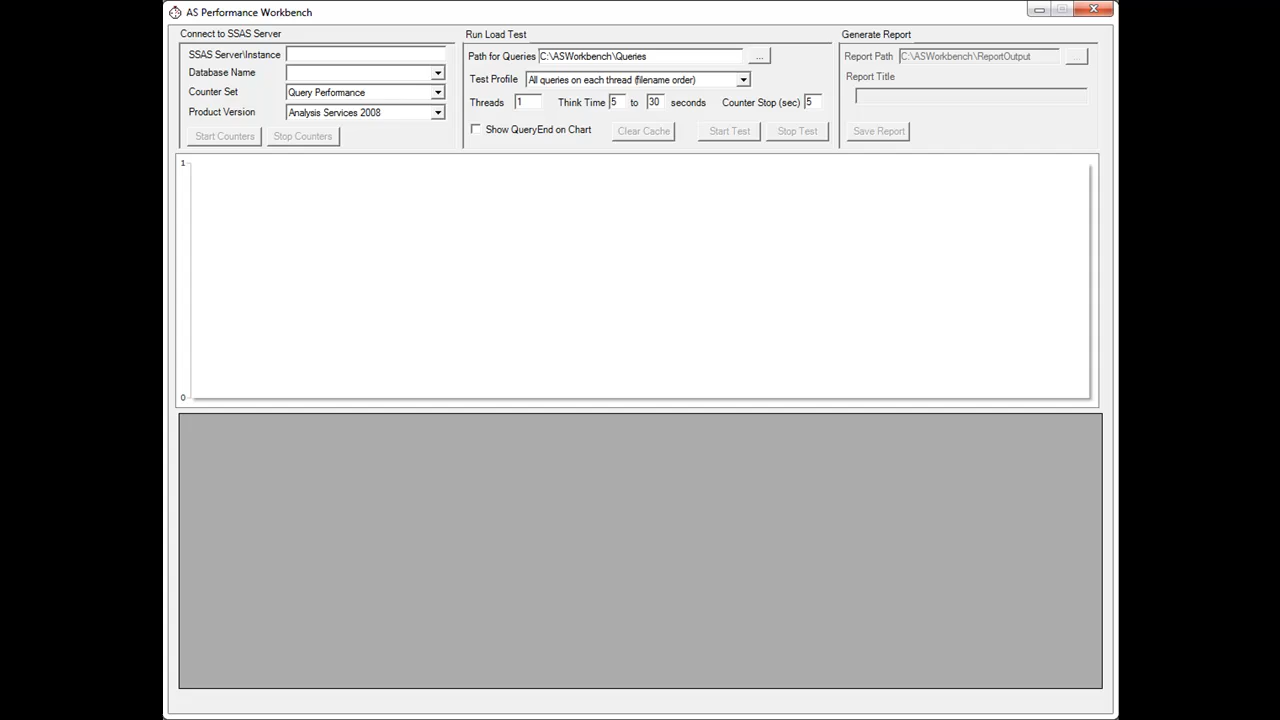 AS Performance Workbench
Connect to SSAS Server
SSAS Server\Instance
Database Name
Counter Set Query Performance
Product Version Analysis Services 2008
Start Counters Stop Counters
Run Load Test
Path for Queries C:\ASWorkbench\Queries ...
Test Profile All queries on each thread (filename order)
Threads 1 Think Time 5 to 30 seconds Counter Stop (sec) 5
Show QueryEnd on Chart Clear Cache Start Test Stop Test
Generate Report
Report Path C:\ASWorkbench\ReportOutput ...
Report Title
Save Report
1
0